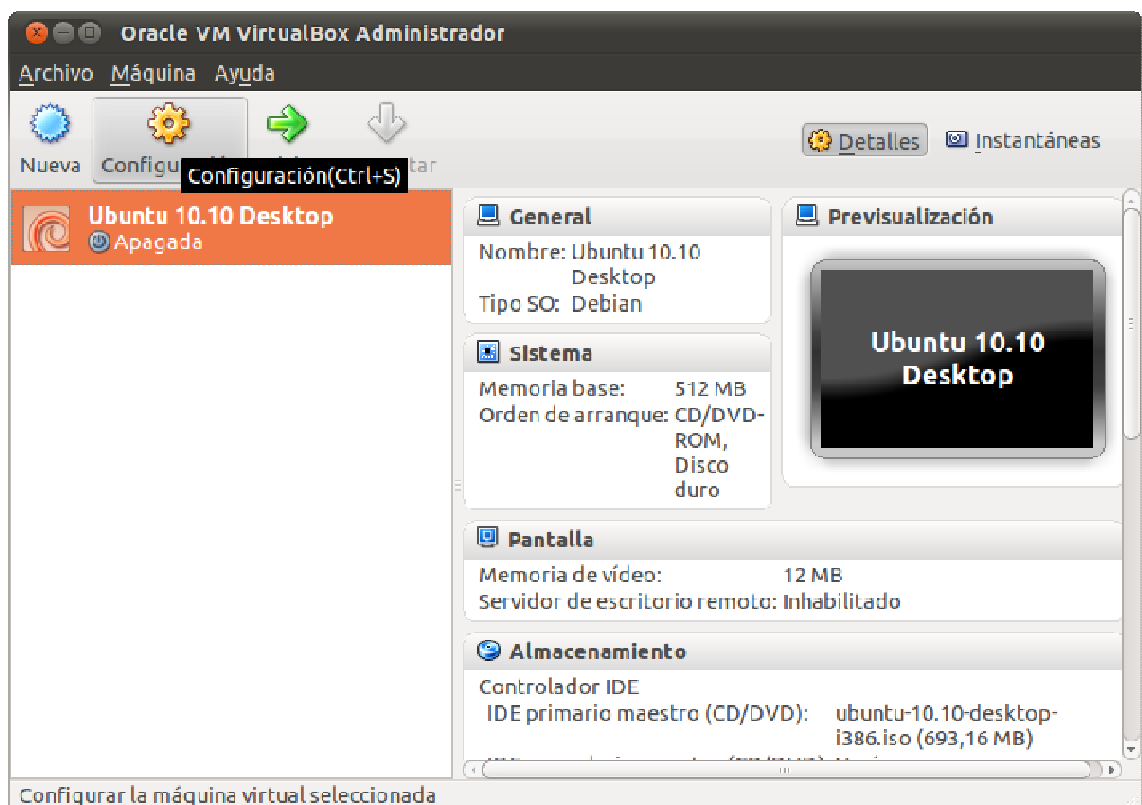 Oracle VM VirtualBox Administrador
Archivo Máquina Ayuda
Nueva
Configuración(Ctrl+S)
Detalles
Instantáneas
Ubuntu 10.10 Desktop
Apagada
General
Nombre: Ubuntu 10.10
Desktop
Tipo SO: Debian
Previsualización
Ubuntu 10.10
Desktop
Sistema
Memoria base: 512 MB
Orden de arranque: CD/DVD-
ROM,
Disco
duro
Pantalla
Memoria de vídeo: 12 MB
Servidor de escritorio remoto: Inhabilitado
Almacenamiento
Controlador IDE
IDE primario maestro (CD/DVD): ubuntu-10.10-desktop-
i386.iso (693,16 MB)
Configurar la máquina virtual seleccionada